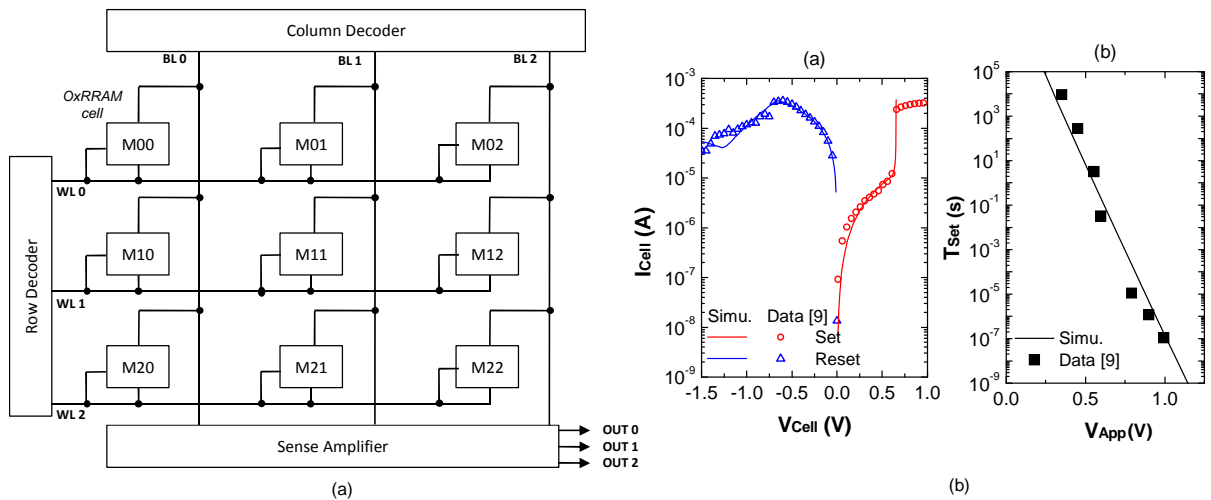 Column Decoder
BL 0
BL 1
BL 2
OxRRAM
cell
M00
M01
M02
WL 0
Row Decoder
M10
M11
M12
WL 1
M20
M21
M22
WL 2
Sense Amplifier
OUT 0
OUT 1
OUT 2
(a)
(a)
10⁻³
10⁻⁴
10⁻⁵
10⁻⁶
10⁻⁷
10⁻⁸
10⁻⁹
I_Cell (A)
Simu. Data [9]
Set
Reset
-1.5 -1.0 -0.5 0.0 0.5 1.0
V_Cell (V)
(b)
10⁵
10³
10¹
10⁻¹
10⁻³
10⁻⁵
10⁻⁷
10⁻⁹
T_Set (s)
Simu.
Data [9]
0.0 0.5 1.0
V_App (V)
(b)